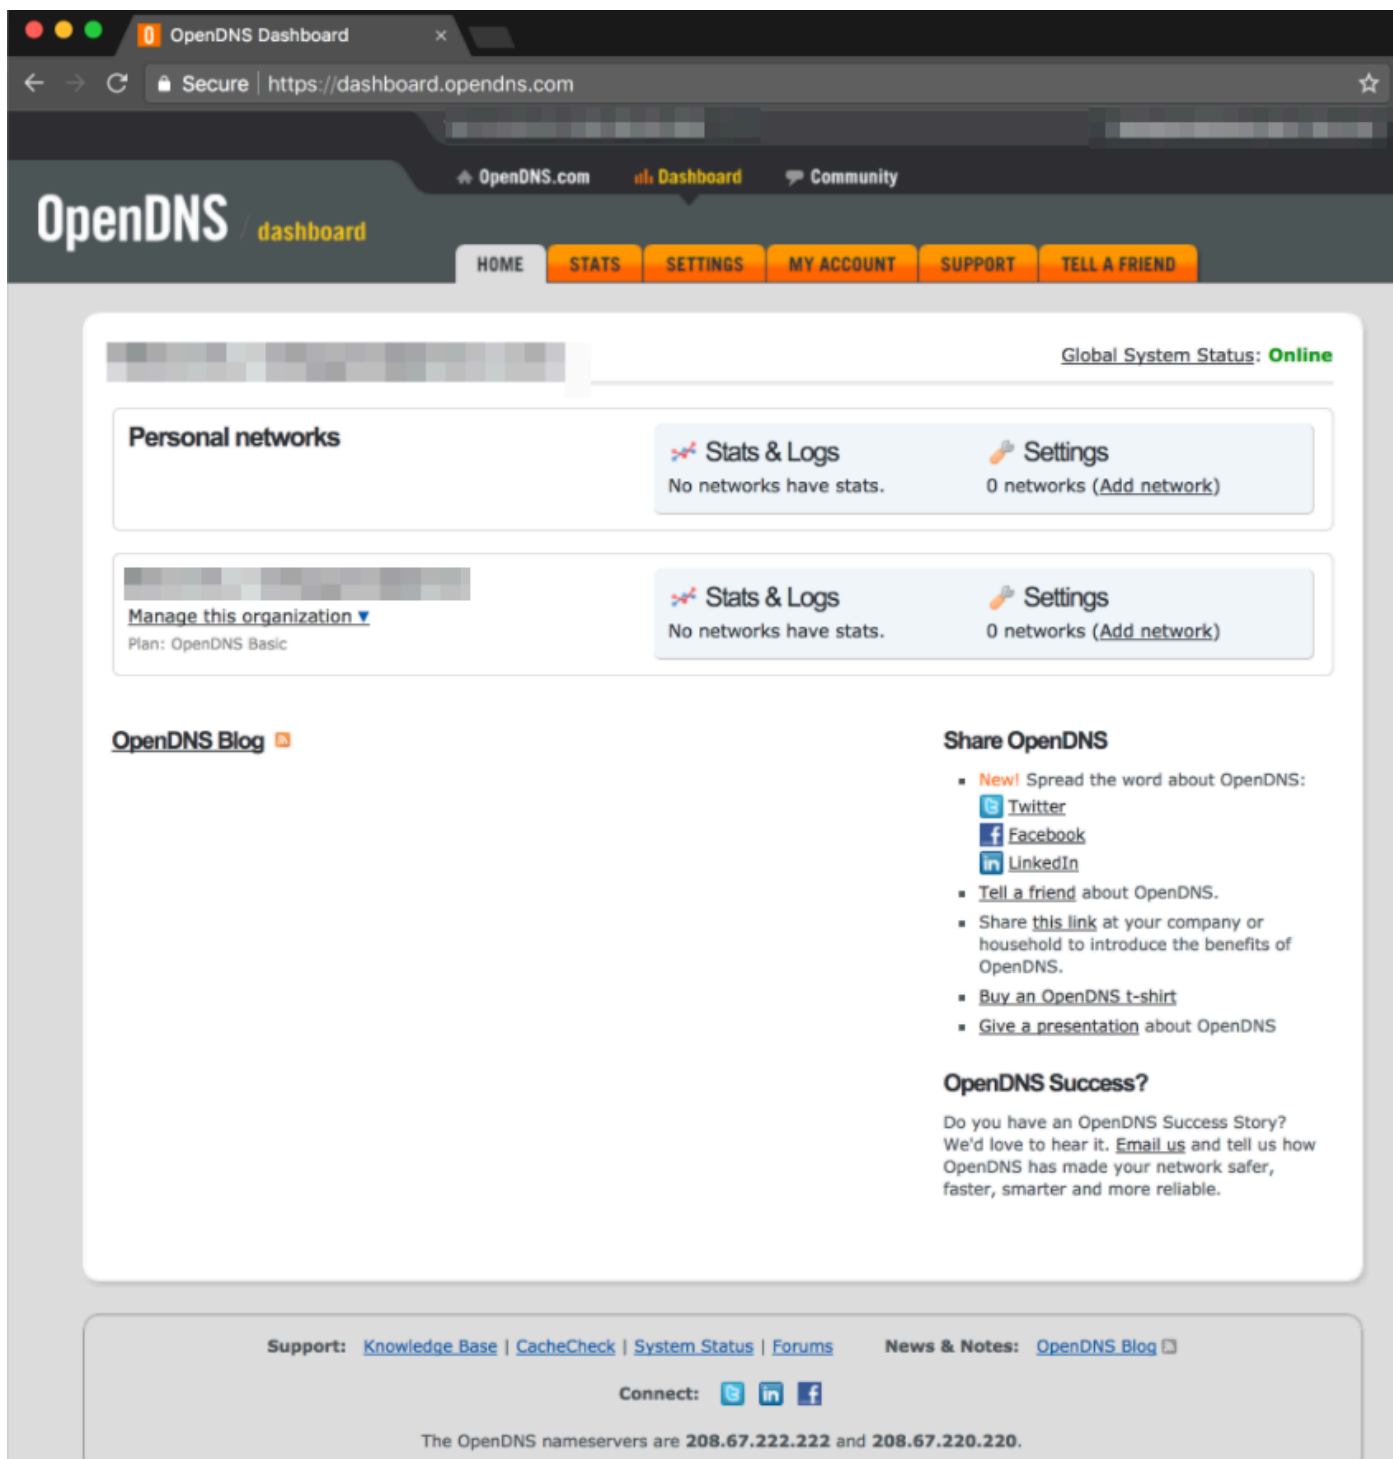 OpenDNS Dashboard
Secure | https://dashboard.opendns.com
OpenDNS.com Dashboard Community
OpenDNS / dashboard
HOME STATS SETTINGS MY ACCOUNT SUPPORT TELL A FRIEND
Global System Status: Online
Personal networks
Stats & Logs
No networks have stats.
Settings
0 networks (Add network)
Manage this organization ▼
Plan: OpenDNS Basic
Stats & Logs
No networks have stats.
Settings
0 networks (Add network)
OpenDNS Blog
Share OpenDNS
New! Spread the word about OpenDNS:
Twitter
Facebook
LinkedIn
Tell a friend about OpenDNS.
Share this link at your company or
household to introduce the benefits of
OpenDNS.
Buy an OpenDNS t-shirt
Give a presentation about OpenDNS
OpenDNS Success?
Do you have an OpenDNS Success Story?
We'd love to hear it. Email us and tell us how
OpenDNS has made your network safer,
faster, smarter and more reliable.
Support: Knowledge Base | CacheCheck | System Status | Forums News & Notes: OpenDNS Blog
Connect:
The OpenDNS nameservers are 208.67.222.222 and 208.67.220.220.